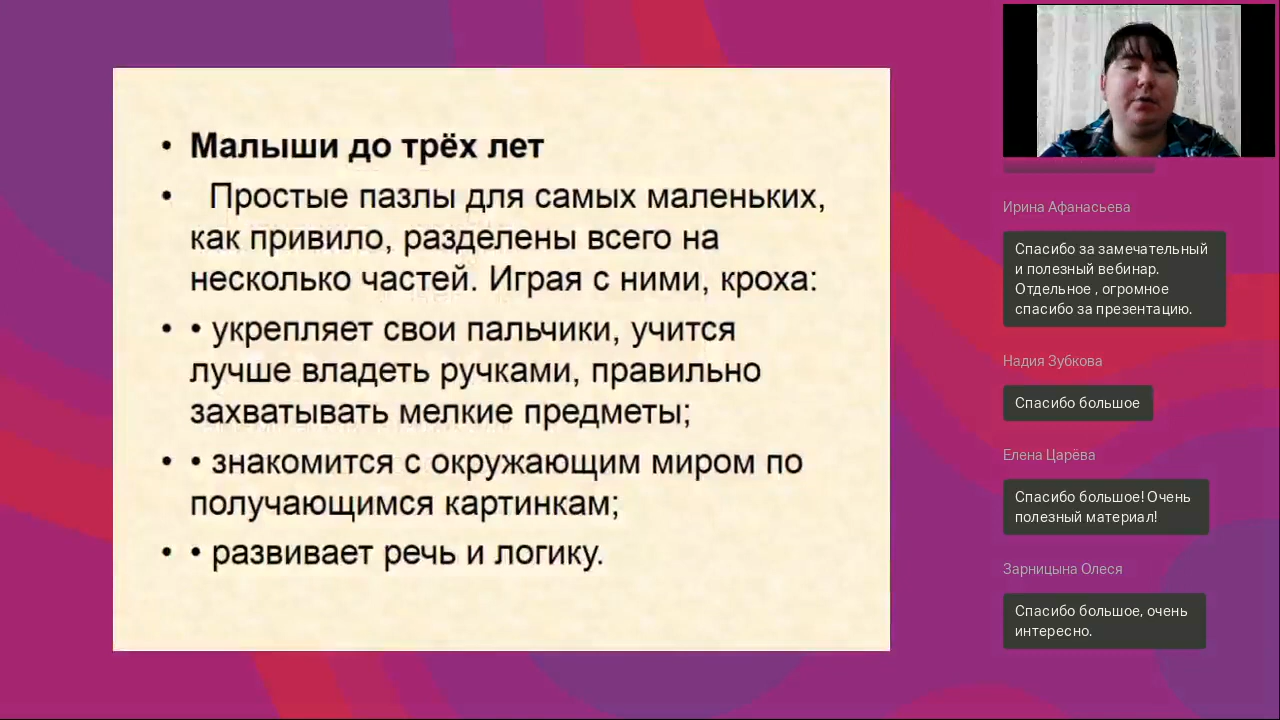 • Малыши до трёх лет
• Простые пазлы для самых маленьких,
как привило, разделены всего на
несколько частей. Играя с ними, кроха:
• • укрепляет свои пальчики, учится
лучше владеть ручками, правильно
захватывать мелкие предметы;
• • знакомится с окружающим миром по
получающимся картинкам;
• • развивает речь и логику.
Ирина Афанасьева
Спасибо за замечательный
и полезный вебинар.
Отдельное , огромное
спасибо за презентацию.
Надия Зубкова
Спасибо большое
Елена Царёва
Спасибо большое! Очень
полезный материал!
Зарницына Олеся
Спасибо большое, очень
интересно.